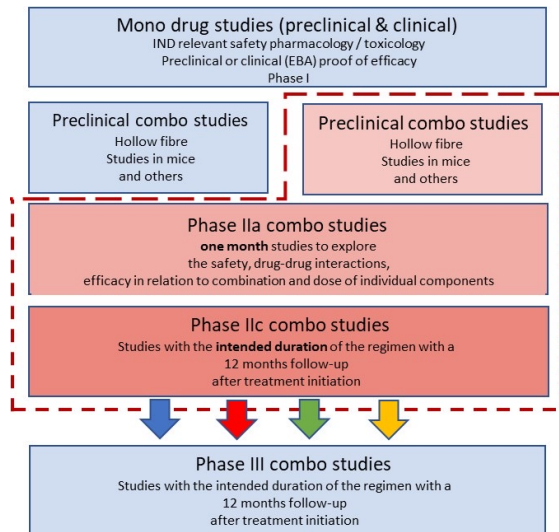 Mono drug studies (preclinical & clinical)
IND relevant safety pharmacology / toxicology
Preclinical or clinical (EBA) proof of efficacy
Phase I
Preclinical combo studies
Hollow fibre
Studies in mice
and others
Preclinical combo studies
Hollow fibre
Studies in mice
and others
Phase IIa combo studies
one month studies to explore
the safety, drug-drug interactions,
efficacy in relation to combination and dose of individual components
Phase IIc combo studies
Studies with the intended duration of the regimen with a
12 months follow-up
after treatment initiation
Phase III combo studies
Studies with the intended duration of the regimen with a
12 months follow-up
after treatment initiation